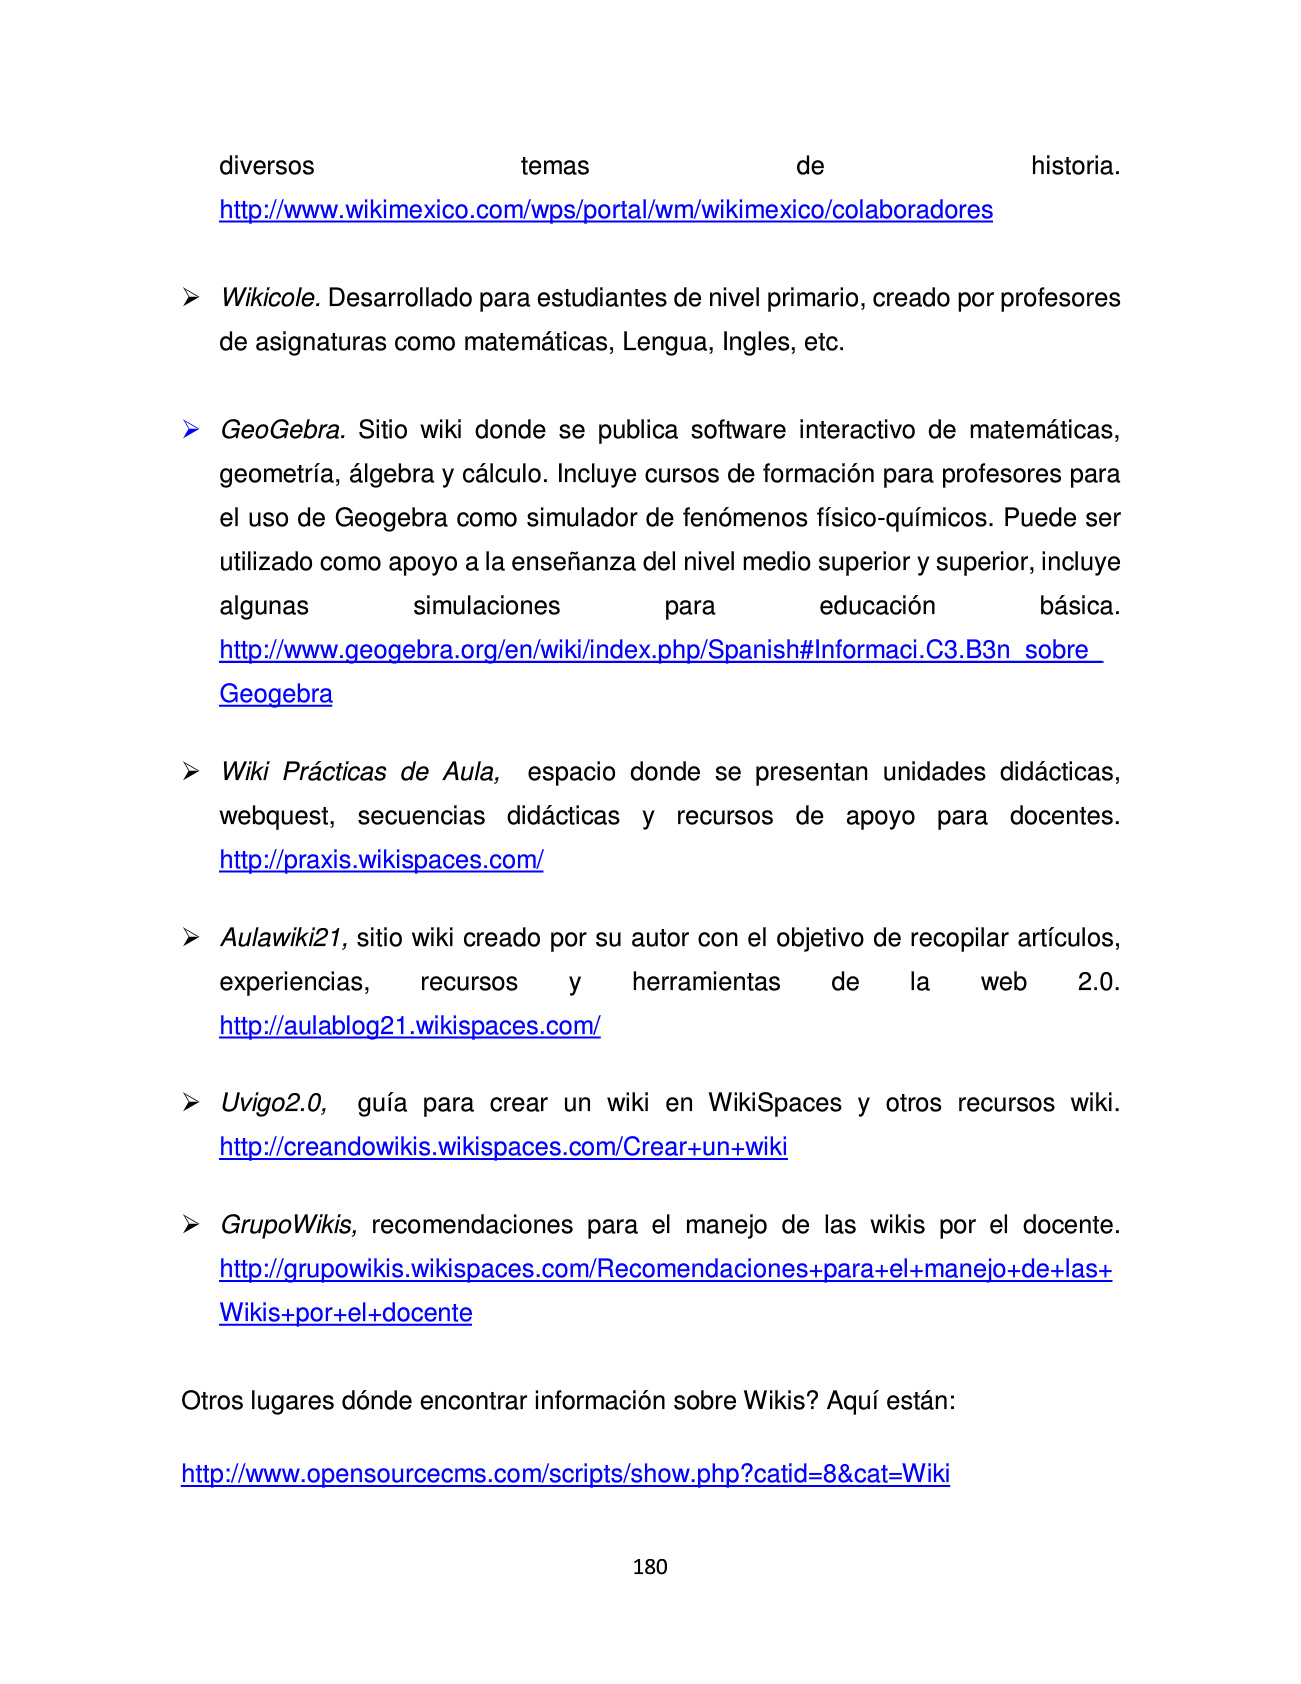 diversos temas de historia.
http://www.wikimexico.com/wps/portal/wm/wikimexico/colaboradores
➢ Wikicole. Desarrollado para estudiantes de nivel primario, creado por profesores
de asignaturas como matemáticas, Lengua, Ingles, etc.
➢ GeoGebra. Sitio wiki donde se publica software interactivo de matemáticas,
geometría, álgebra y cálculo. Incluye cursos de formación para profesores para
el uso de Geogebra como simulador de fenómenos físico-químicos. Puede ser
utilizado como apoyo a la enseñanza del nivel medio superior y superior, incluye
algunas simulaciones para educación básica.
http://www.geogebra.org/en/wiki/index.php/Spanish#Informaci.C3.B3n_sobre_
Geogebra
➢ Wiki Prácticas de Aula, espacio donde se presentan unidades didácticas,
webquest, secuencias didácticas y recursos de apoyo para docentes.
http://praxis.wikispaces.com/
➢ Aulawiki21, sitio wiki creado por su autor con el objetivo de recopilar artículos,
experiencias, recursos y herramientas de la web 2.0.
http://aulablog21.wikispaces.com/
➢ Uvigo2.0, guía para crear un wiki en WikiSpaces y otros recursos wiki.
http://creandowikis.wikispaces.com/Crear+un+wiki
➢ GrupoWikis, recomendaciones para el manejo de las wikis por el docente.
http://grupowikis.wikispaces.com/Recomendaciones+para+el+manejo+de+las+
Wikis+por+el+docente
Otros lugares dónde encontrar información sobre Wikis? Aquí están:
http://www.opensourcecms.com/scripts/show.php?catid=8&cat=Wiki
180